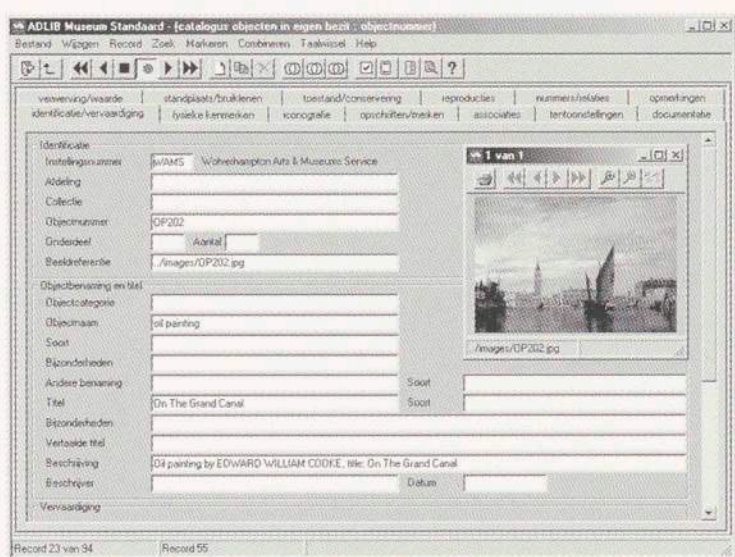 ADLIB Museum Standaard - {catalogus objecten in eigen bezit : objectnummer}
Bestand Wijzigen Record Zoek Markeren Combineren Taalwissel Help
verwerving/waarde standplaats/bruiklenen toestand/conservering reproducties nummers/relaties opmerkingen
identificatie/vervaardiging fysieke kenmerken iconografie opschriften/merken associaties tentoonstellingen documentatie
Identificatie
Instellingsnummer WAMS Wolverhampton Arts & Museums Service
Afdeling
Collectie
Objectnummer OP202
Onderdeel Aantal
Beeldreferentie ../images/OP202.jpg
1 van 1
../images/OP202.jpg
Objectbenaming en titel
Objectcategorie
Objectnaam oil painting
Soort
Bijzonderheden
Andere benaming Soort
Titel On The Grand Canal Soort
Bijzonderheden
Vertaalde titel
Beschrijving Oil painting by EDWARD WILLIAM COOKE, title: On The Grand Canal
Beschrijver Datum
Vervaardiging
Record 23 van 94 Record 55